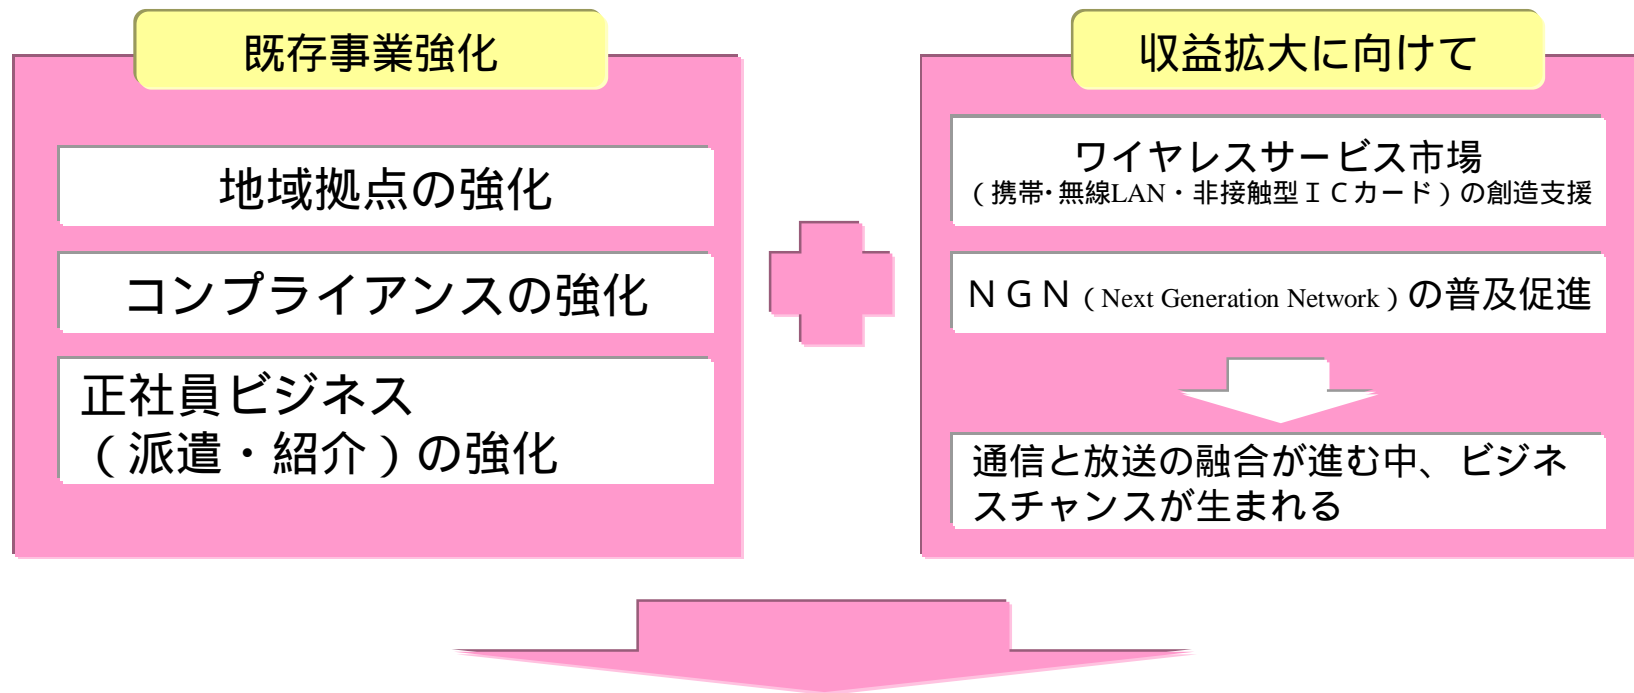 既存事業強化
地域拠点の強化
コンプライアンスの強化
正社員ビジネス
（派遣・紹介）の強化
収益拡大に向けて
ワイヤレスサービス市場
（携帯・無線LAN・非接触型ＩＣカード）の創造支援
ＮＧＮ（Next Generation Network）の普及促進
通信と放送の融合が進む中、ビジネ
スチャンスが生まれる